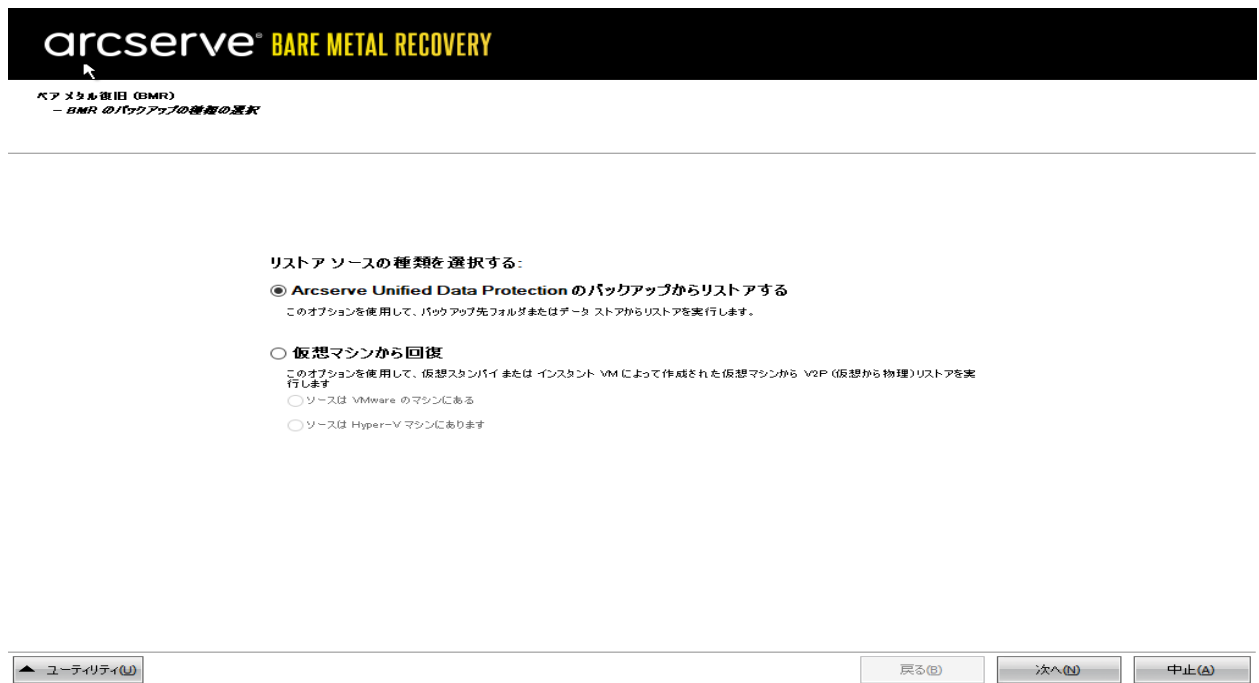 arcserve® BARE METAL RECOVERY
ベア メタル復旧 (BMR)
- BMR のバックアップの種類の選択
リストア ソースの種類を選択する:
Arcserve Unified Data Protection のバックアップからリストアする
このオプションを使用して、バックアップ先フォルダまたはデータ ストアからリストアを実行します。
仮想マシンから回復
このオプションを使用して、仮想スタンバイ または インスタント VM によって作成された仮想マシンから V2P (仮想から物理)リストアを実
行します
ソースは VMware のマシンにある
ソースは Hyper-V マシンにあります
ユーティリティ(U)
戻る(B)
次へ(N)
中止(A)